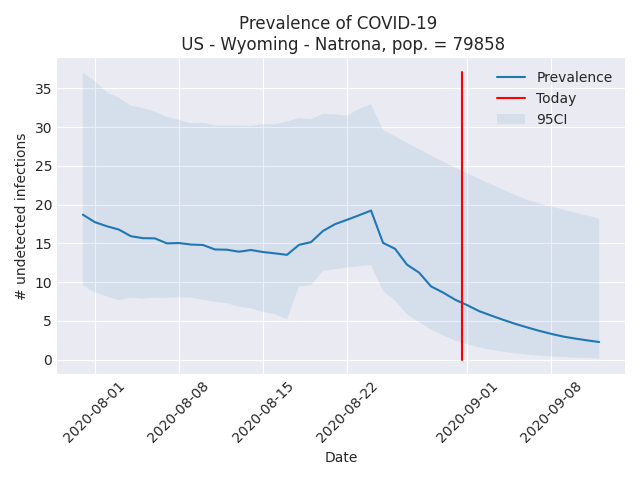 Prevalence of COVID-19
US - Wyoming - Natrona, pop. = 79858
Prevalence
Today
95CI
# undetected infections
35
30
25
20
15
10
5
0
2020-08-01
2020-08-08
2020-08-15
2020-08-22
2020-09-01
2020-09-08
Date